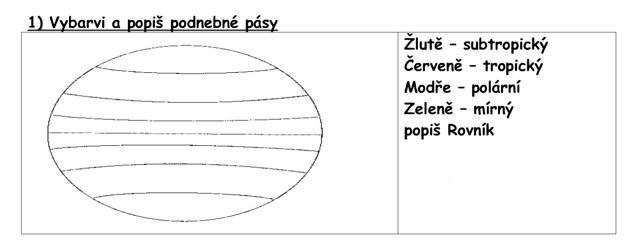 1) Vybarvi a popiš podnebné pásy
Žlutě – subtropický
Červeně – tropický
Modře – polární
Zeleně – mírný
popiš Rovník